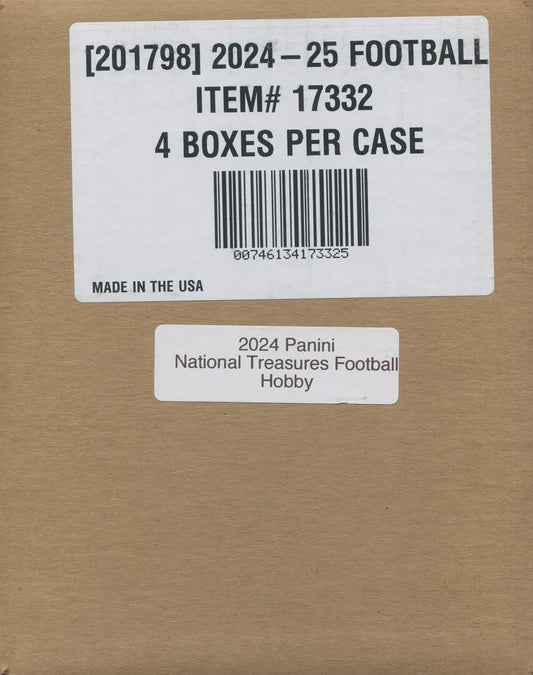 [201798] 2024–25 FOOTBALL
ITEM# 17332
4 BOXES PER CASE
00746134173325
MADE IN THE USA
2024 Panini
National Treasures Football
Hobby